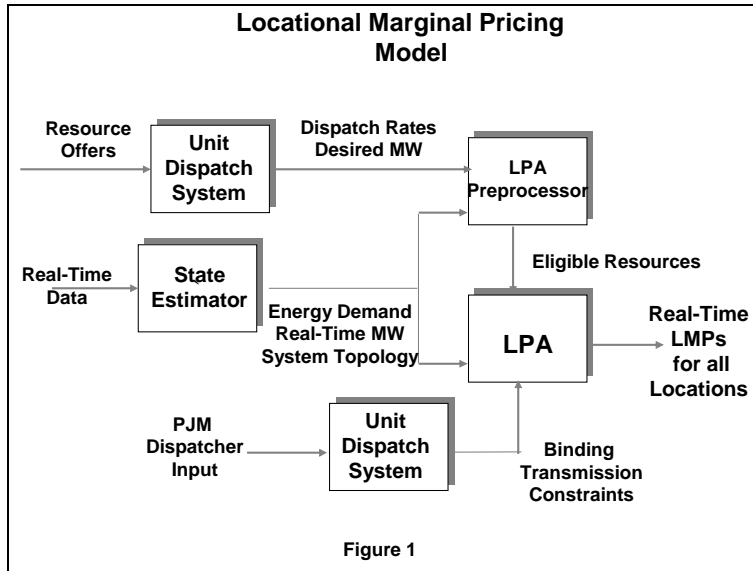 Locational Marginal Pricing
Model
Resource
Offers
Unit
Dispatch
System
Dispatch Rates
Desired MW
LPA
Preprocessor
Real-Time
Data
State
Estimator
Energy Demand
Real-Time MW
System Topology
Eligible Resources
LPA
Real-Time
LMPs
for all
Locations
PJM
Dispatcher
Input
Unit
Dispatch
System
Binding
Transmission
Constraints
Figure 1